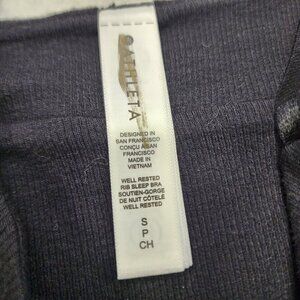 ATHLETA
DESIGNED IN
SAN FRANCISCO
CONÇU À SAN
FRANCISCO
MADE IN
VIETNAM
WELL RESTED
RIB SLEEP BRA
SOUTIEN-GORGE
DE NUIT CÔTELÉ
WELL RESTED
S
P
CH